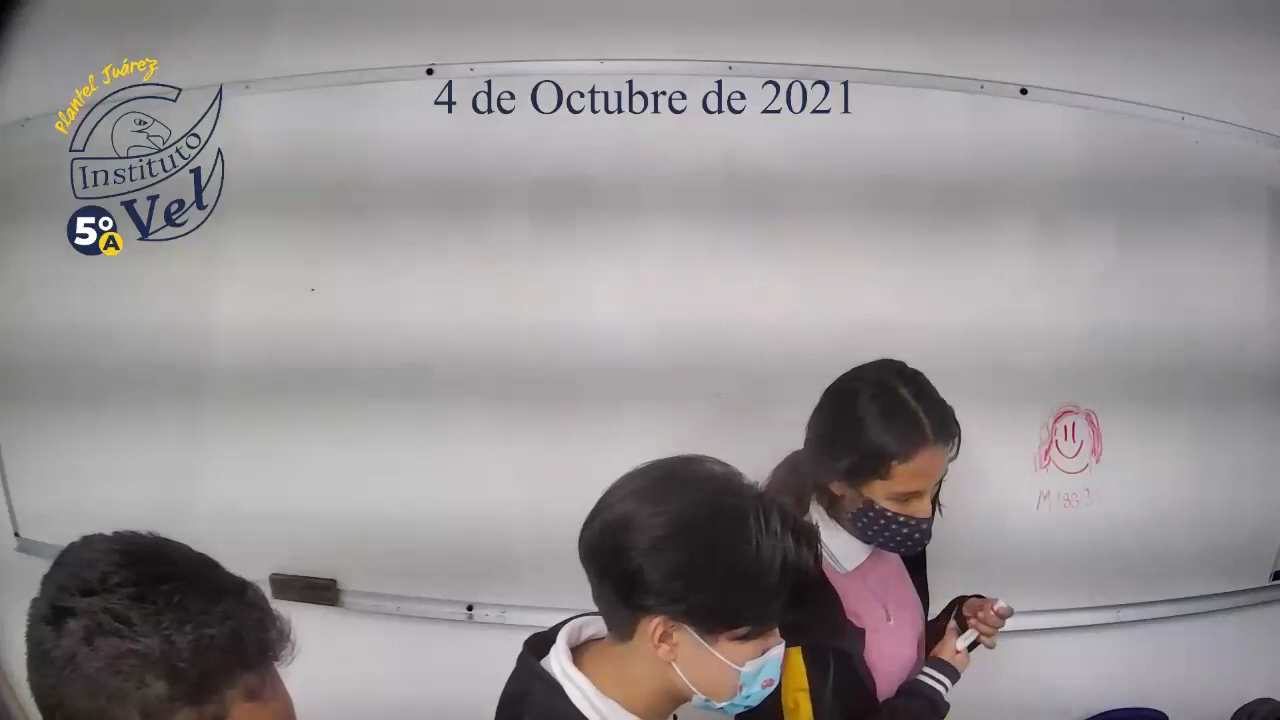 Plantel Juárez
4 de Octubre de 2021
Instituto
Vel
5º
A